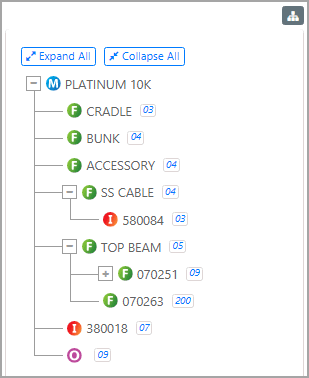 Expand All Collapse All
M PLATINUM 10K
F CRADLE 03
F BUNK 04
F ACCESSORY 04
F SS CABLE 04
I 580084 03
F TOP BEAM 05
F 070251 09
F 070263 200
I 380018 07
O 09